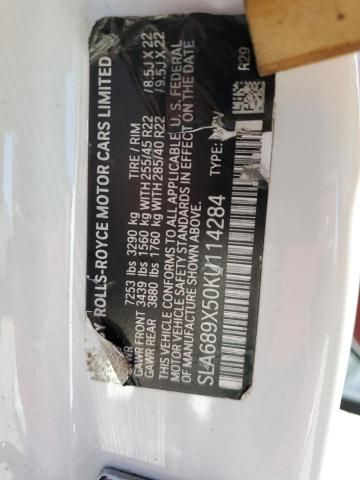 Y ROLLS-ROYCE MOTOR CARS LIMITED
GVWR 7253 lbs 3290 kg TIRE / RIM
GAWR FRONT 3439 lbs 1560 kg WITH 255/45 R22 /8.5J X 22
GAWR REAR 3880 lbs 1760 kg WITH 285/40 R22 /9.5J X 22
THIS VEHICLE CONFORMS TO ALL APPLICABLE U.S. FEDERAL
MOTOR VEHICLE SAFETY STANDARDS IN EFFECT ON THE DATE
OF MANUFACTURE SHOWN ABOVE. TYPE:
SLA689X50KU114284
R29